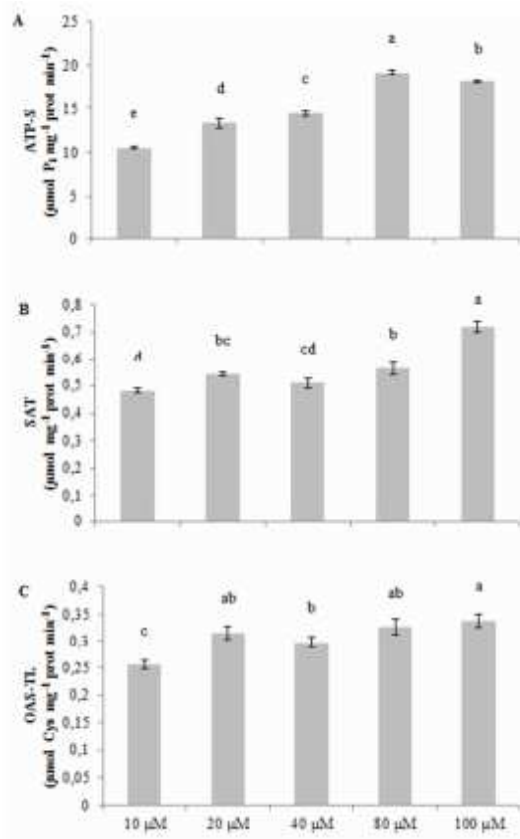 A
ATP-S
(µmol Pi mg-1 prot min-1)
25
20
15
10
5
0
e
d
c
a
b
B
SAT
(µmol mg-1 prot min-1)
0,8
0,7
0,6
0,5
0,4
0,3
0,2
0,1
0
d
bc
cd
b
a
C
OAS-TL
(µmol Cys mg-1 prot min-1)
0,4
0,35
0,3
0,25
0,2
0,15
0,1
0,05
0
c
ab
b
ab
a
10 µM 20 µM 40 µM 80 µM 100 µM